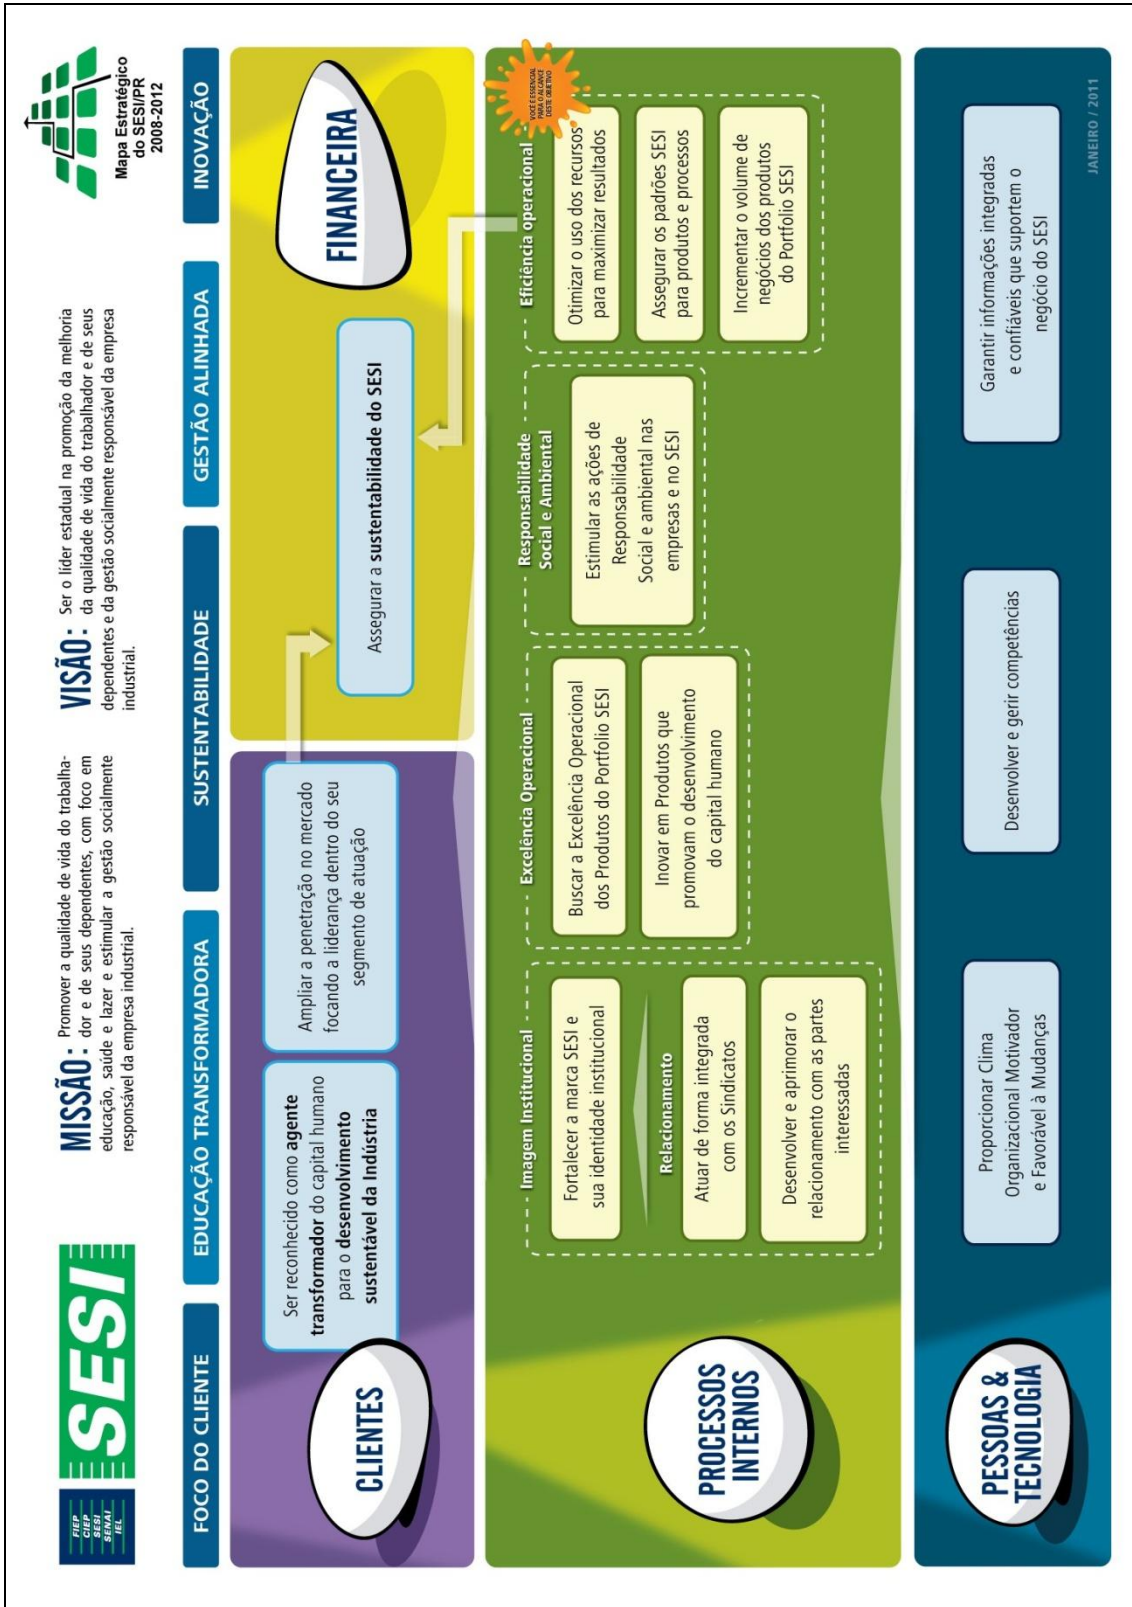 FIEP
CIEP
SESI
SENAI
IEL
SESI
MISSÃO: Promover a qualidade de vida do trabalha-
dor e de seus dependentes, com foco em
educação, saúde e lazer e estimular a gestão socialmente
responsável da empresa industrial.
VISÃO: Ser o líder estadual na promoção da melhoria
da qualidade de vida do trabalhador e de seus
dependentes e da gestão socialmente responsável da empresa
industrial.
Mapa Estratégico
do SESI/PR
2008-2012
FOCO DO CLIENTE
EDUCAÇÃO TRANSFORMADORA
SUSTENTABILIDADE
GESTÃO ALINHADA
INOVAÇÃO
CLIENTES
Ser reconhecido como agente
transformador do capital humano
para o desenvolvimento
sustentável da Indústria
Ampliar a penetração no mercado
focando a liderança dentro do seu
segmento de atuação
Assegurar a sustentabilidade do SESI
FINANCEIRA
PROCESSOS
INTERNOS
Imagem Institucional
Fortalecer a marca SESI e
sua identidade institucional
Relacionamento
Atuar de forma integrada
com os Sindicatos
Desenvolver e aprimorar o
relacionamento com as partes
interessadas
Excelência Operacional
Buscar a Excelência Operacional
dos Produtos do Portfolio SESI
Inovar em Produtos que
promovam o desenvolvimento
do capital humano
Responsabilidade
Social e Ambiental
Estimular as ações de
Responsabilidade
Social e ambiental nas
empresas e no SESI
Eficiência operacional
VOCÊ É ESSENCIAL
PARA O ALCANCE
DESTE OBJETIVO
Otimizar o uso dos recursos
para maximizar resultados
Assegurar os padrões SESI
para produtos e processos
Incrementar o volume de
negócios dos produtos
do Portfolio SESI
PESSOAS &
TECNOLOGIA
Proporcionar Clima
Organizacional Motivador
e Favorável à Mudanças
Desenvolver e gerir competências
Garantir informações integradas
e confiáveis que suportem o
negócio do SESI
JANEIRO / 2011